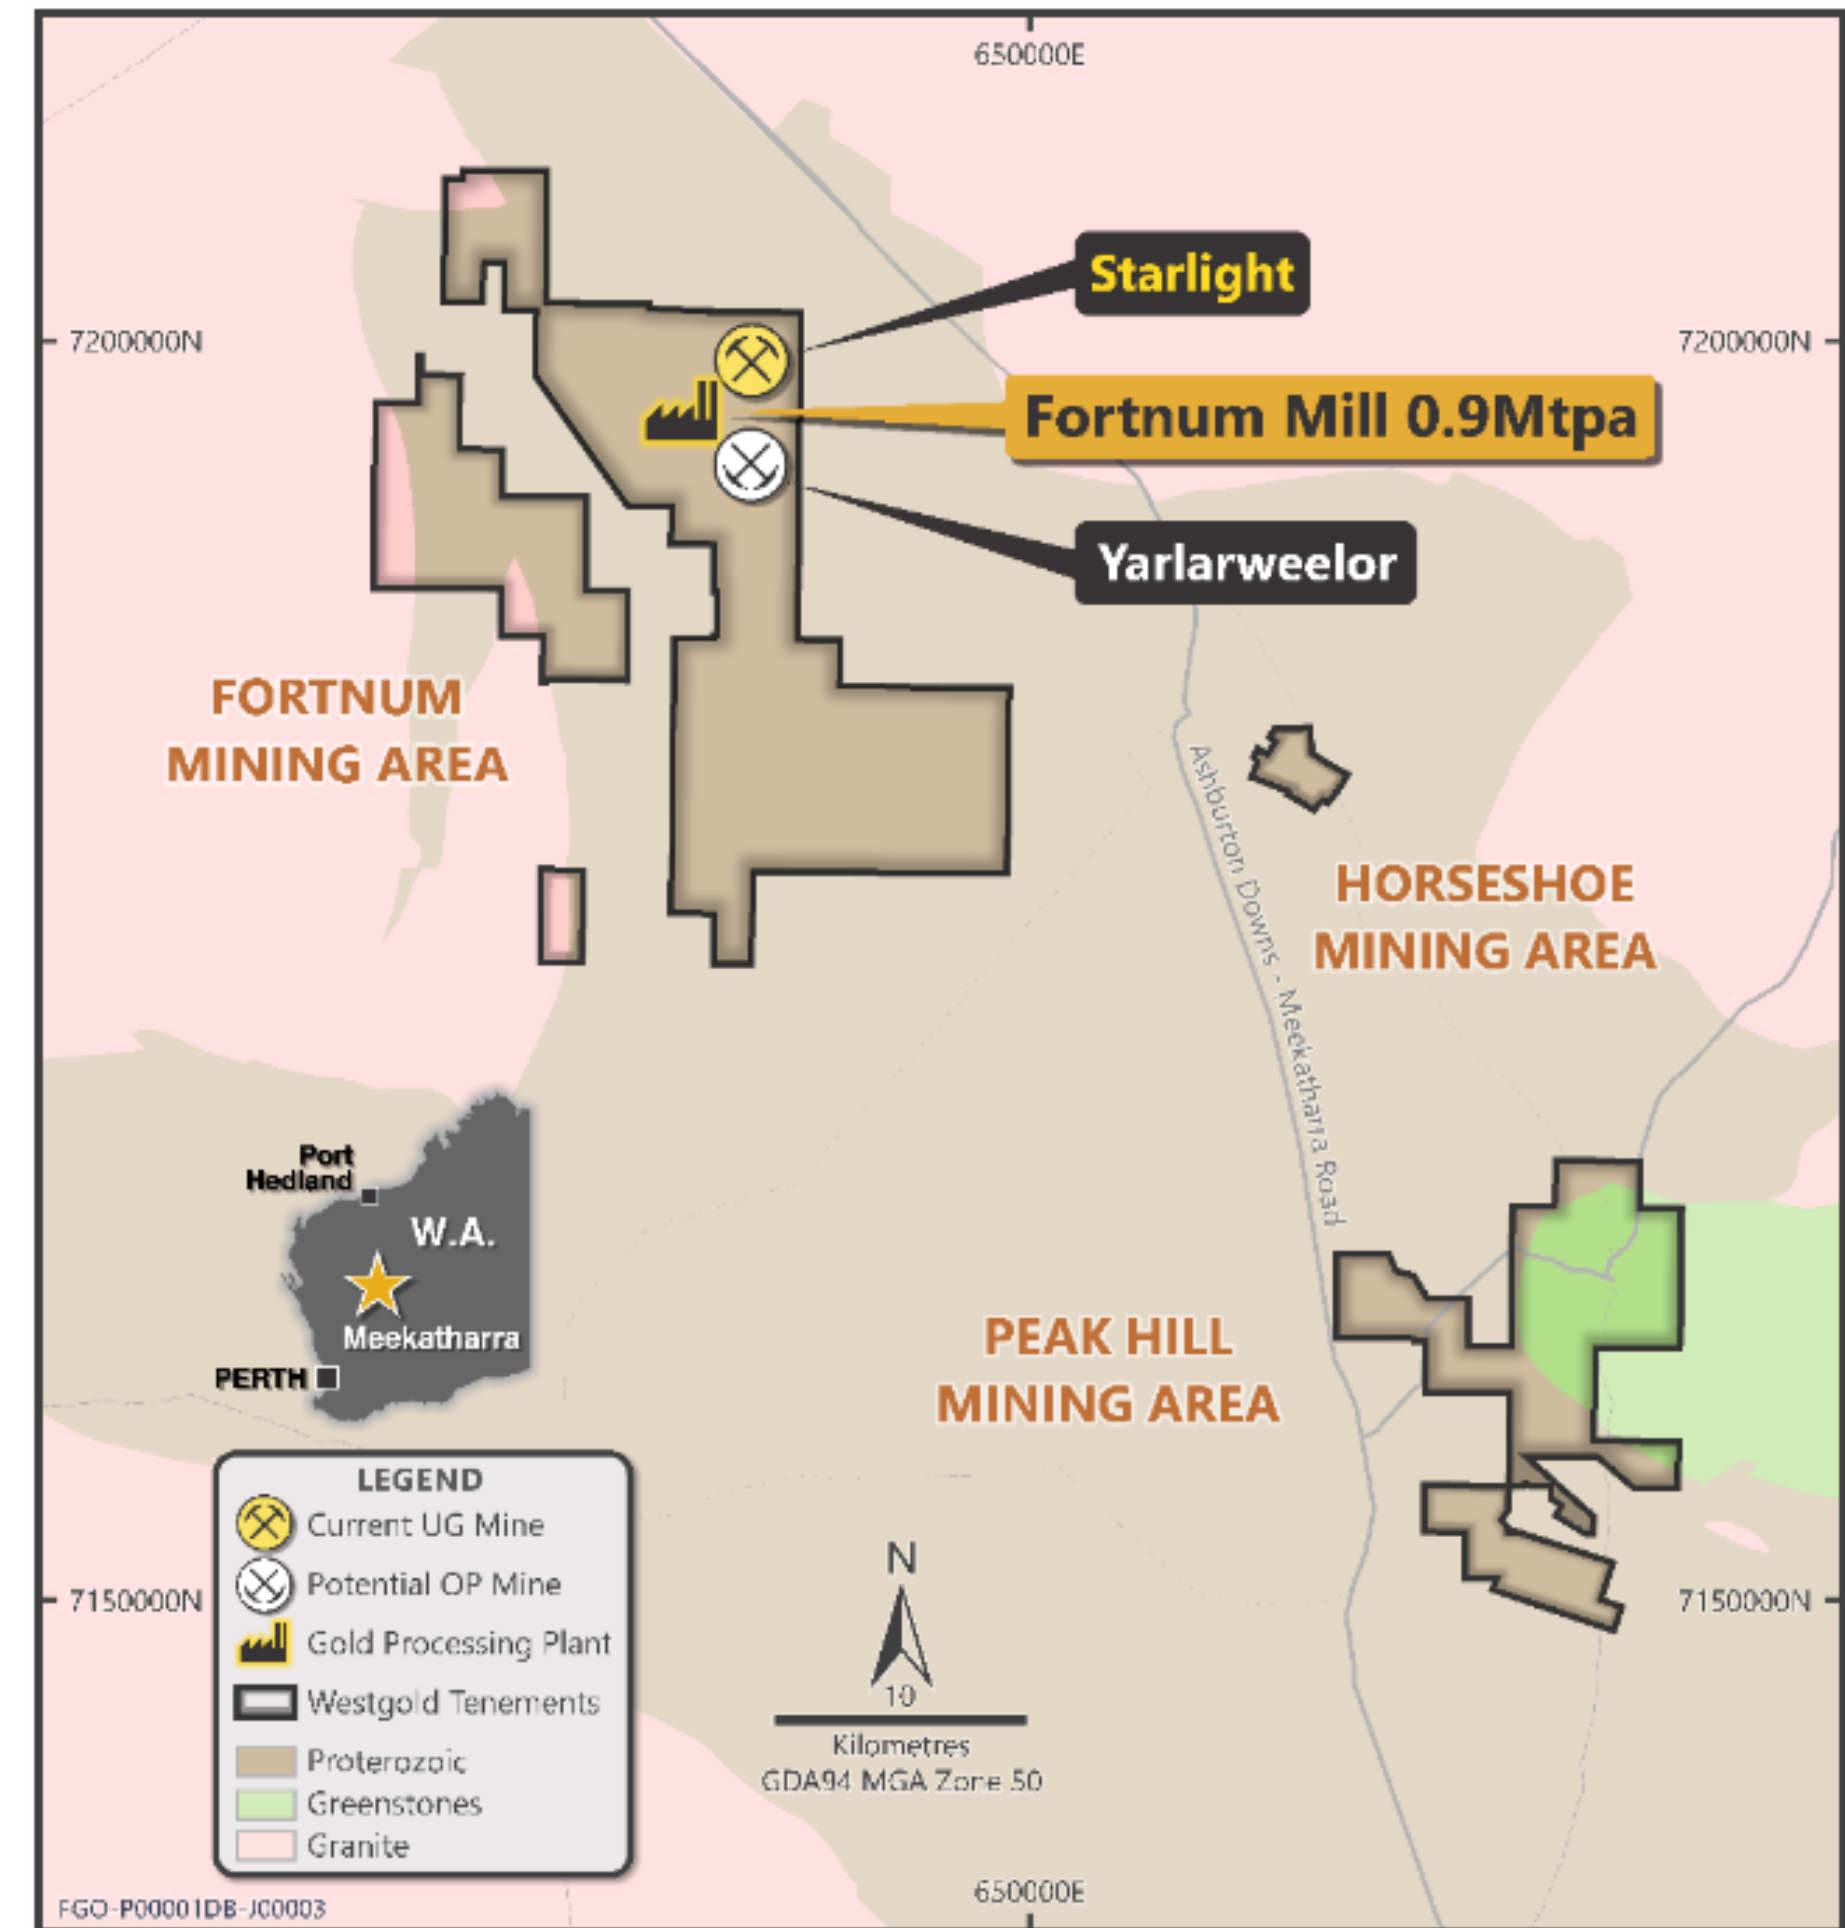 650000E
Starlight
7200000N
7200000N
Fortnum Mill 0.9Mtpa
Yarlarweelor
FORTNUM
MINING AREA
Ashburton Downs - Meekatharra Road
HORSESHOE
MINING AREA
Port
Hedland
W.A.
Meekatharra
PERTH
PEAK HILL
MINING AREA
LEGEND
Current UG Mine
Potential OP Mine
Gold Processing Plant
Westgold Tenements
Proterozoic
Greenstones
Granite
N
10
Kilometres
GDA94 MGA Zone 50
7150000N
7150000N
650000E
FGO-P00001DB-J00003